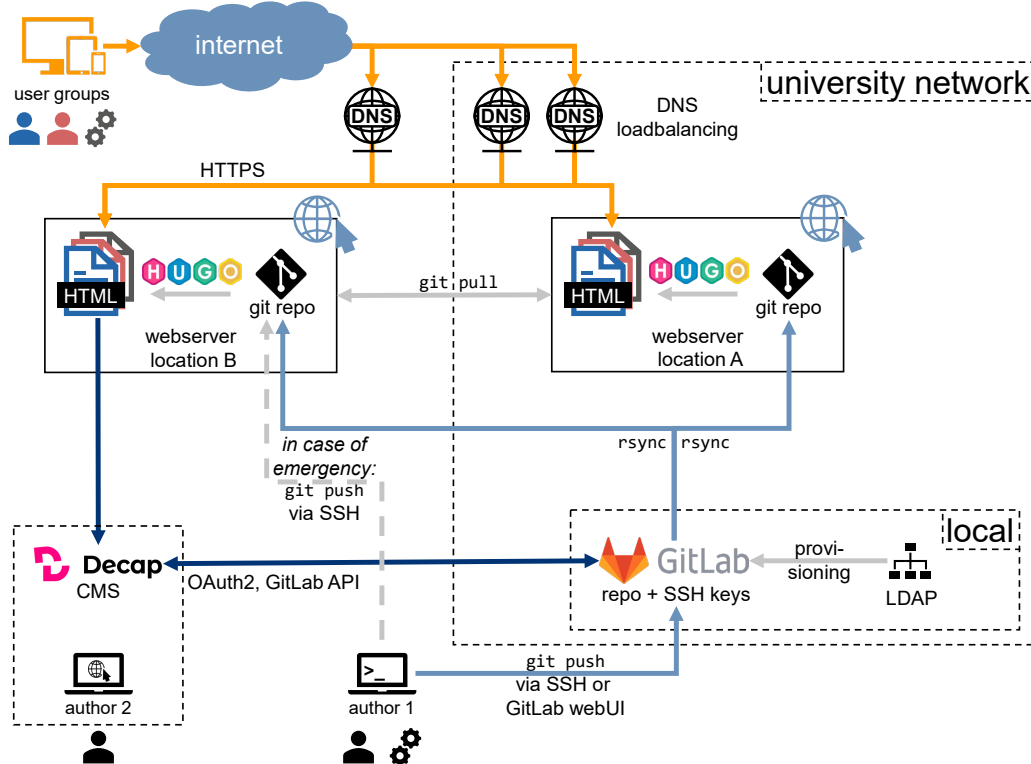 internet
university network
user groups
DNS
DNS
DNS
DNS
loadbalancing
HTTPS
HTML
HUGO
git repo
webserver
location B
git pull
HTML
HUGO
git repo
webserver
location A
rsync
rsync
in case of
emergency:
git push
via SSH
local
Decap
CMS
OAuth2, GitLab API
GitLab
repo + SSH keys
provi-
sioning
LDAP
author 2
>_
author 1
git push
via SSH or
GitLab webUI